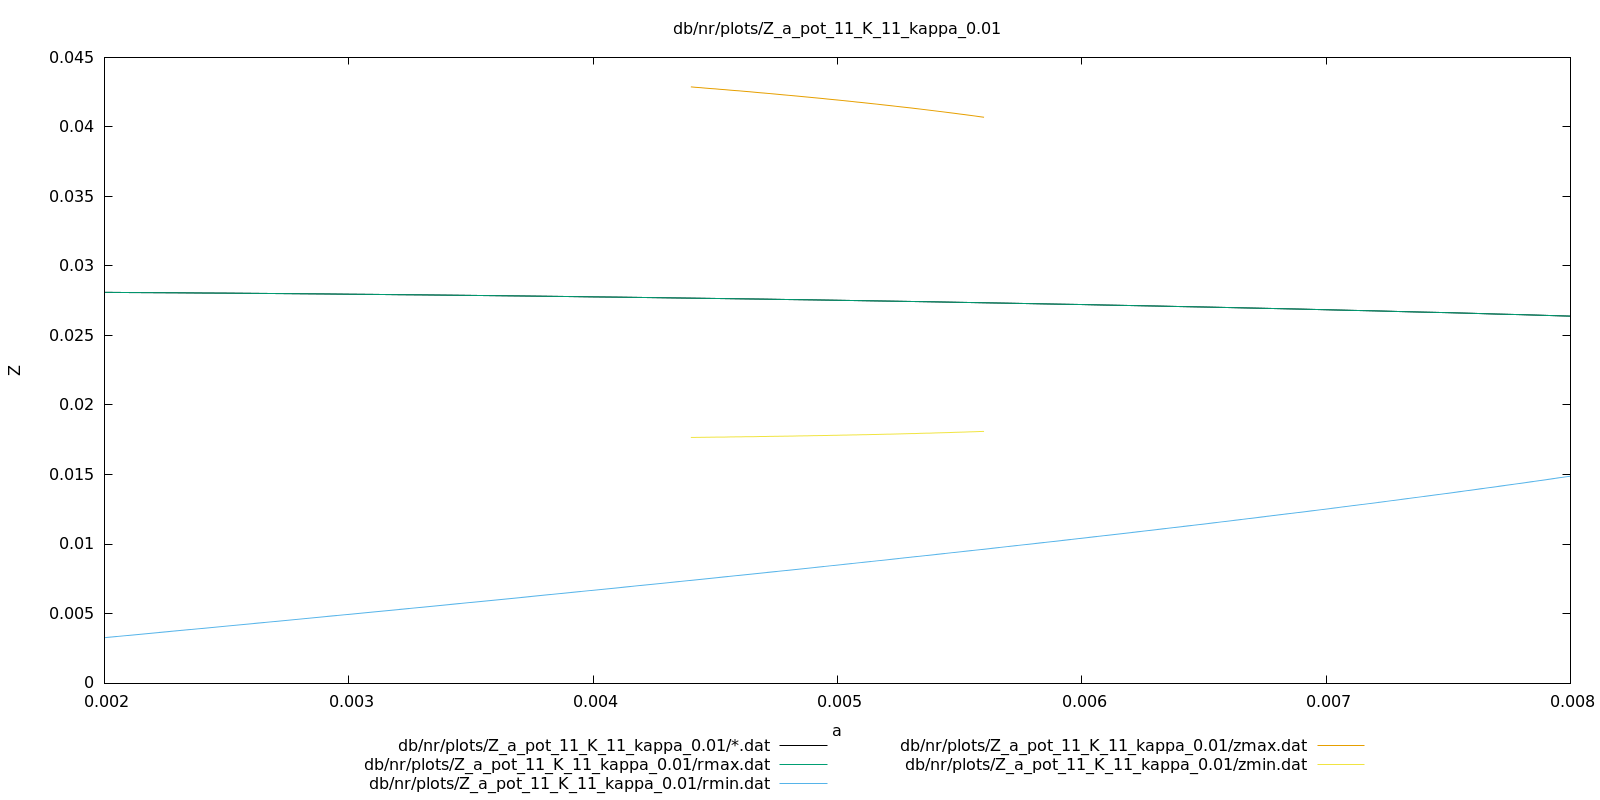 db/nr/plots/Z_a_pot_11_K_11_kappa_0.01
0.045
0.04
0.035
0.03
0.025
0.02
0.015
0.01
0.005
0
Z
0.002 0.003 0.004 0.005 0.006 0.007 0.008
a
db/nr/plots/Z_a_pot_11_K_11_kappa_0.01/*.dat
db/nr/plots/Z_a_pot_11_K_11_kappa_0.01/rmax.dat
db/nr/plots/Z_a_pot_11_K_11_kappa_0.01/rmin.dat
db/nr/plots/Z_a_pot_11_K_11_kappa_0.01/zmax.dat
db/nr/plots/Z_a_pot_11_K_11_kappa_0.01/zmin.dat